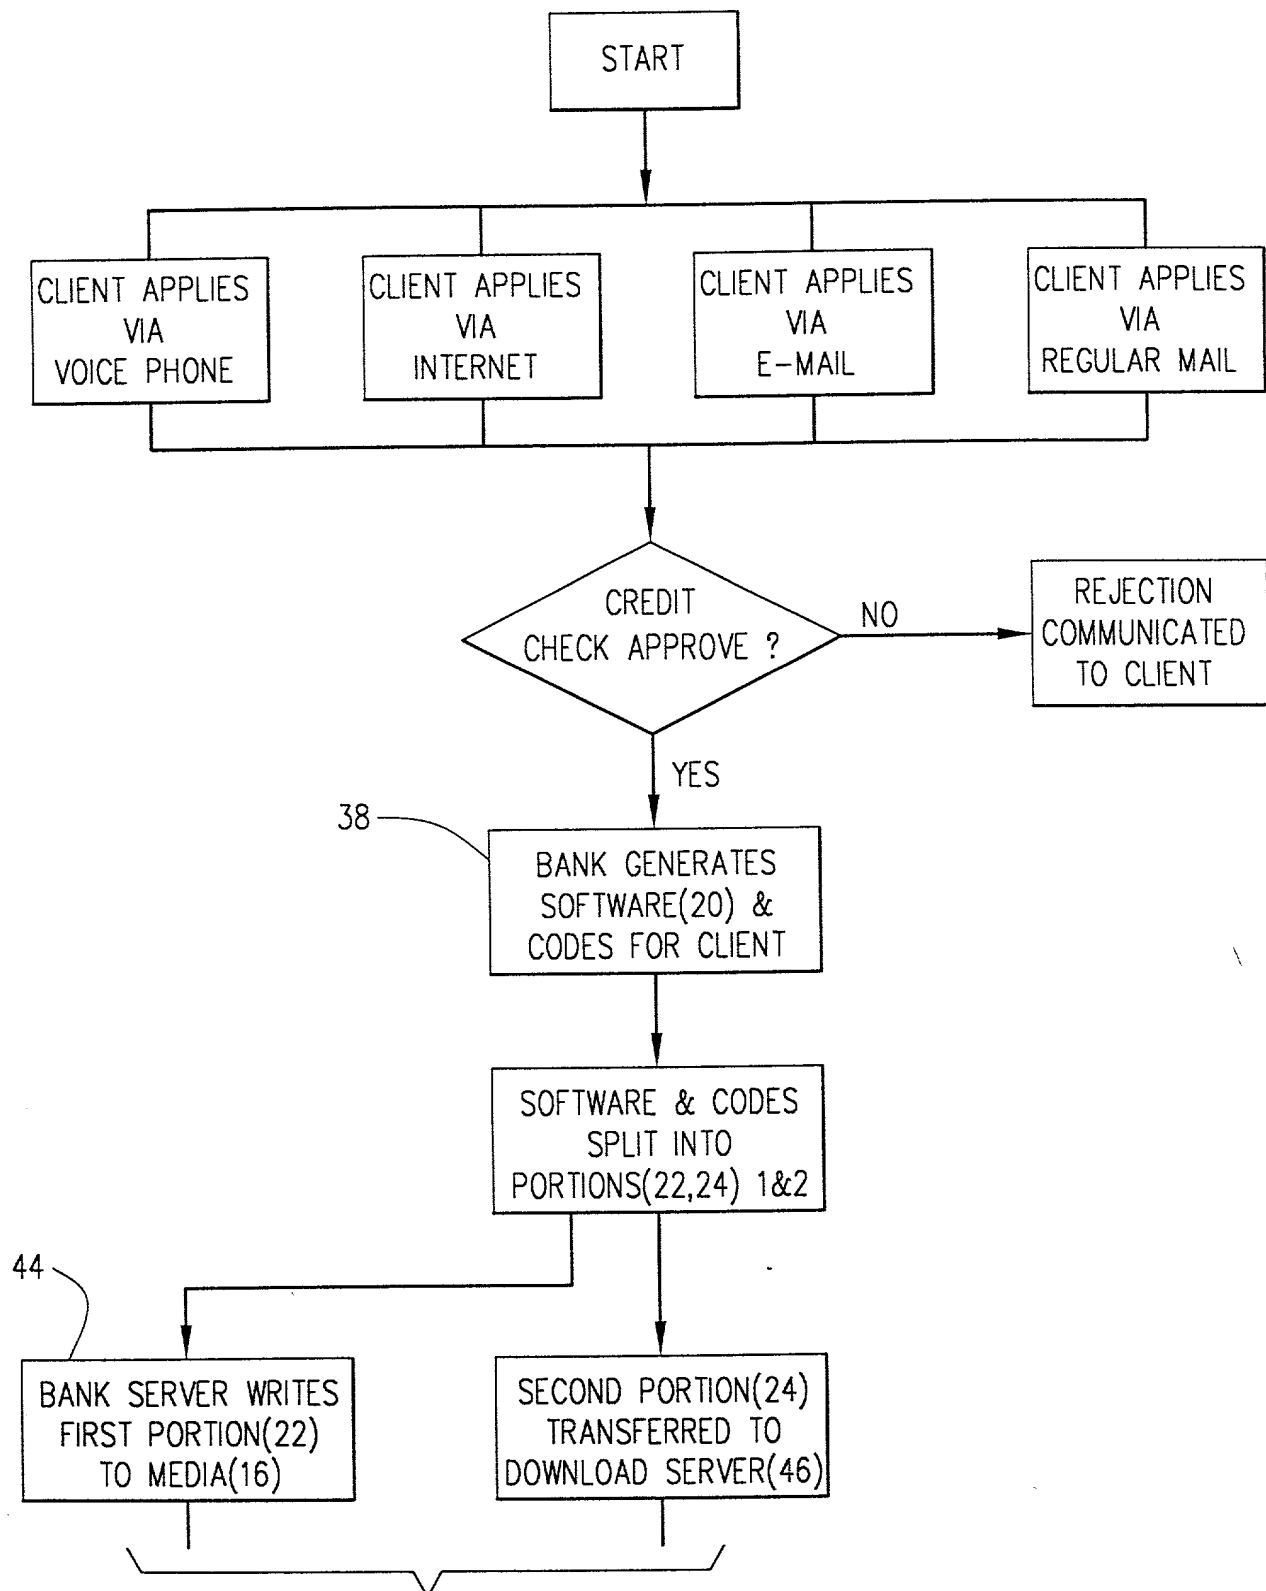 START
CLIENT APPLIES
VIA
VOICE PHONE
CLIENT APPLIES
VIA
INTERNET
CLIENT APPLIES
VIA
E-MAIL
CLIENT APPLIES
VIA
REGULAR MAIL
CREDIT
CHECK APPROVE ?
NO
REJECTION
COMMUNICATED
TO CLIENT
YES
38
BANK GENERATES
SOFTWARE(20) &
CODES FOR CLIENT
SOFTWARE & CODES
SPLIT INTO
PORTIONS(22,24) 1&2
44
BANK SERVER WRITES
FIRST PORTION(22)
TO MEDIA(16)
SECOND PORTION(24)
TRANSFERRED TO
DOWNLOAD SERVER(46)